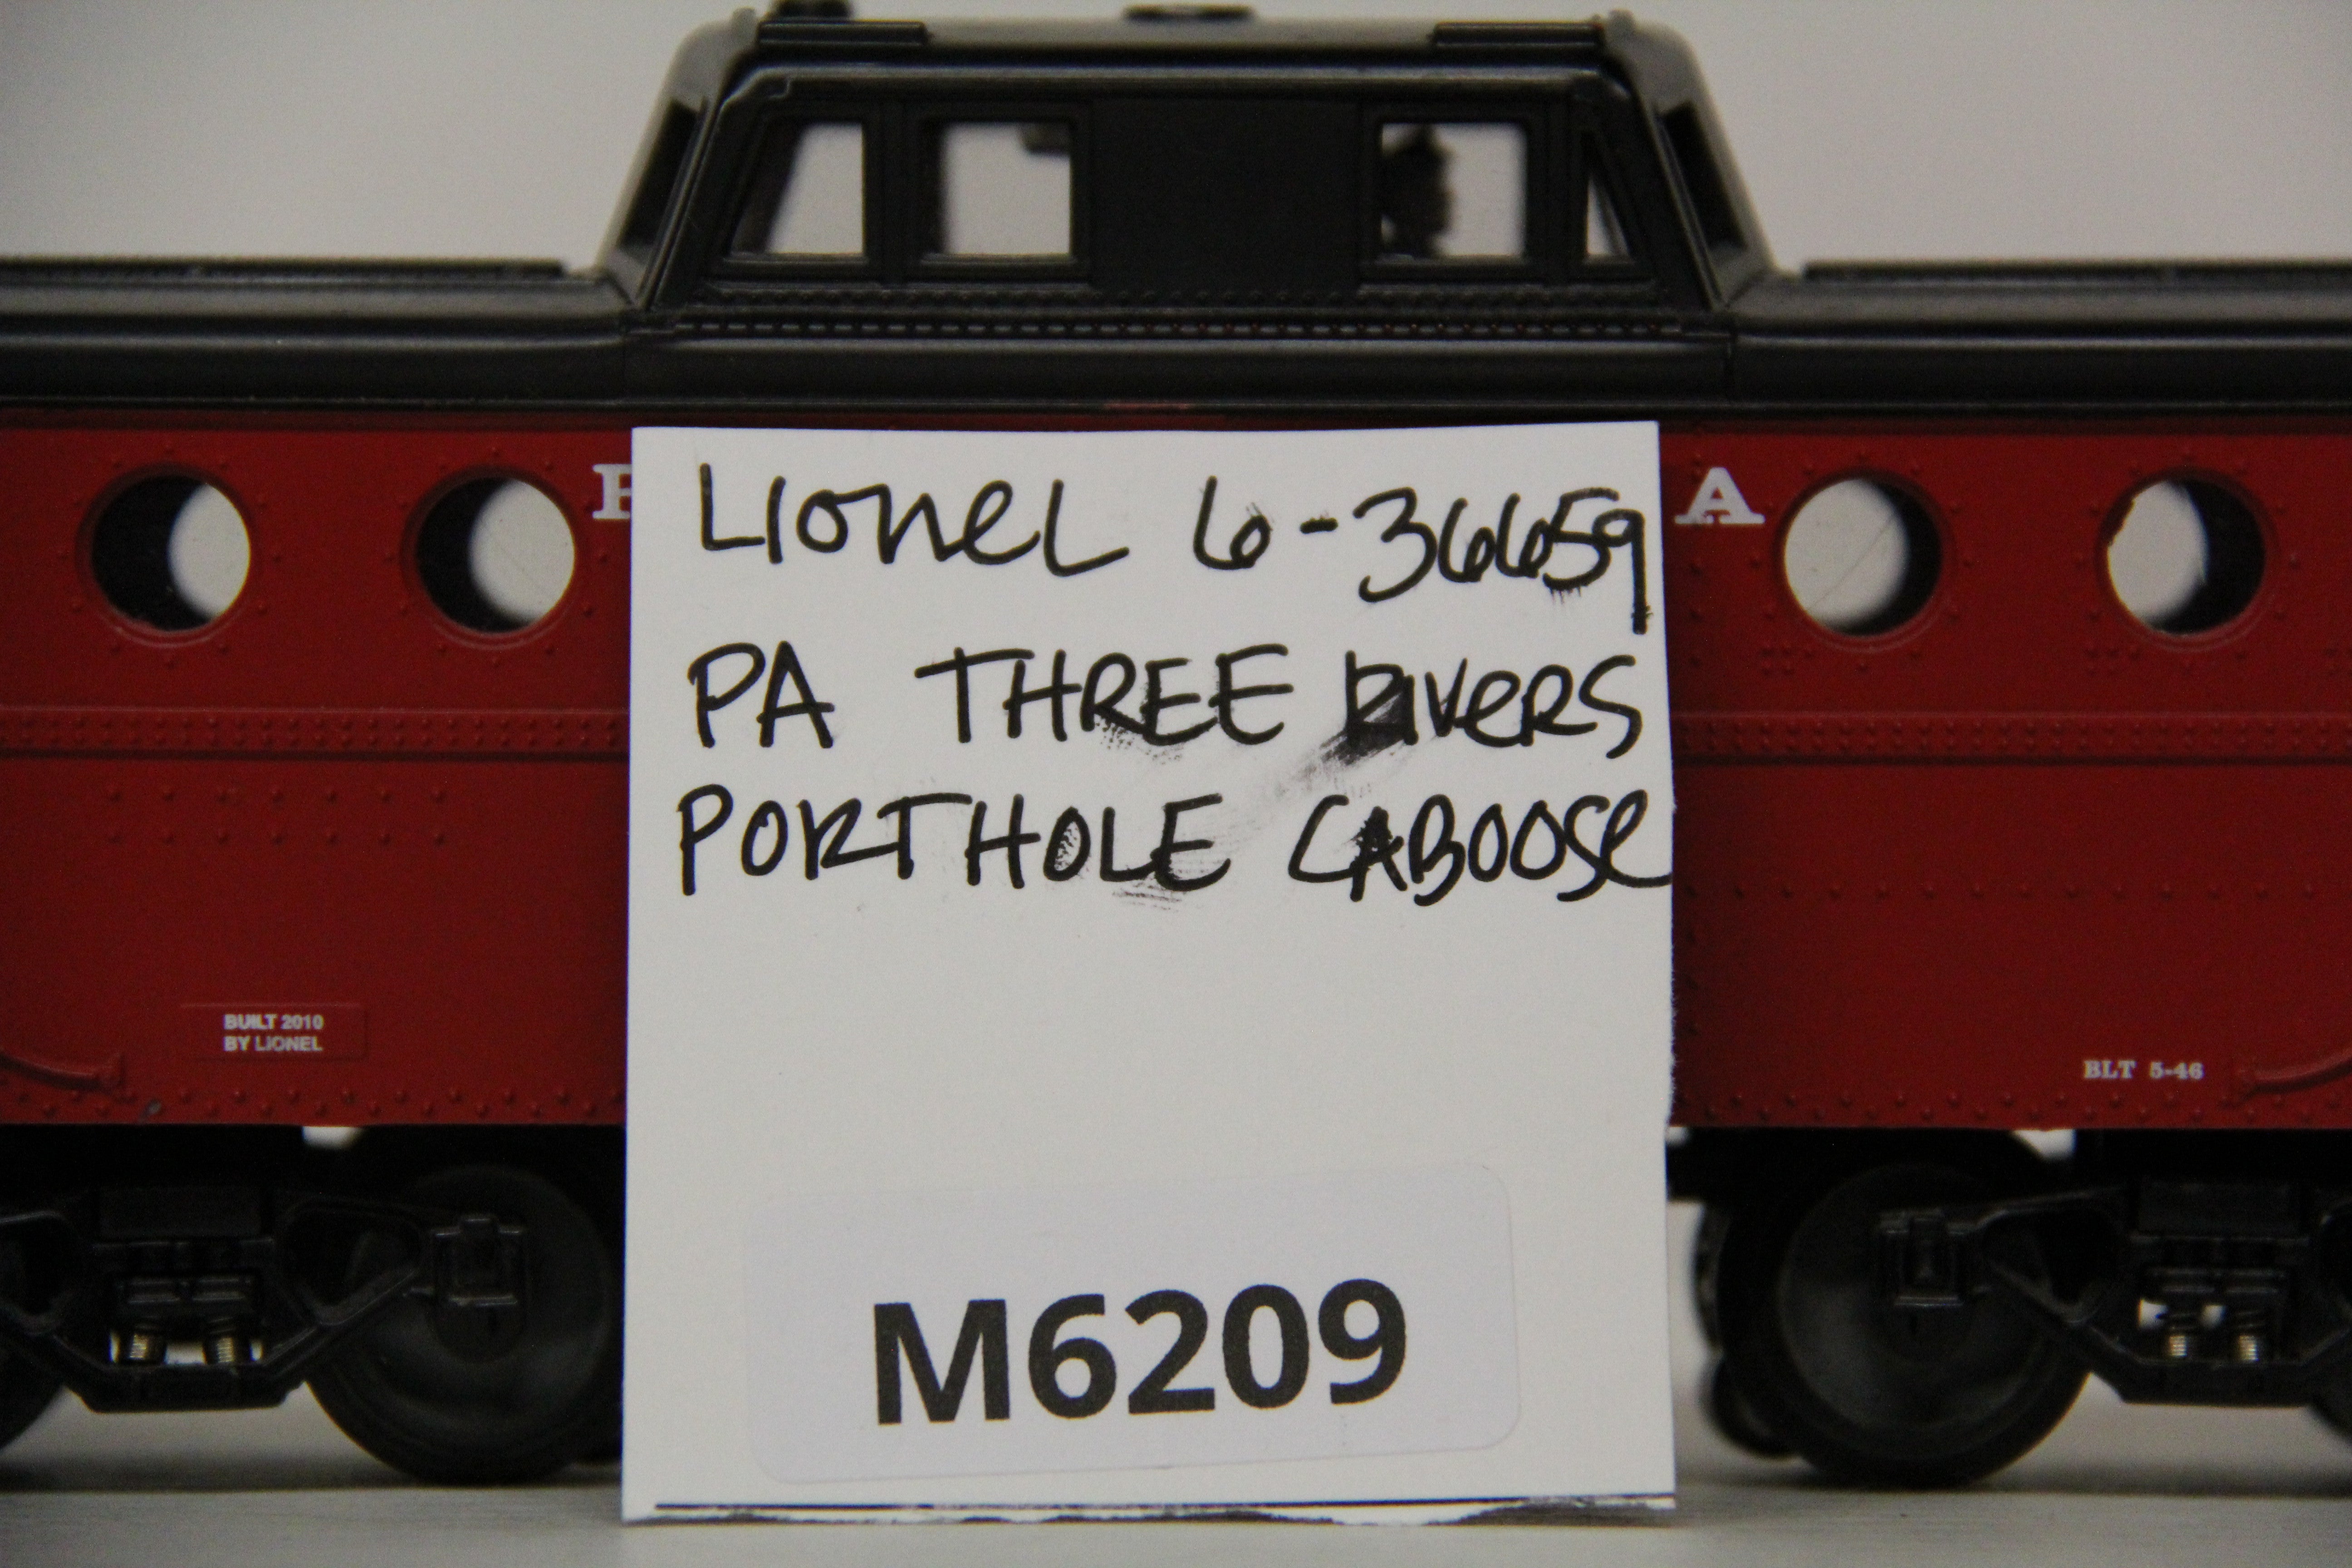 Lionel 6-36659
PA THREE RIVERS
PORTHOLE CABOOSE
M6209
A
BUILT 2010
BY LIONEL
BLT 5-46